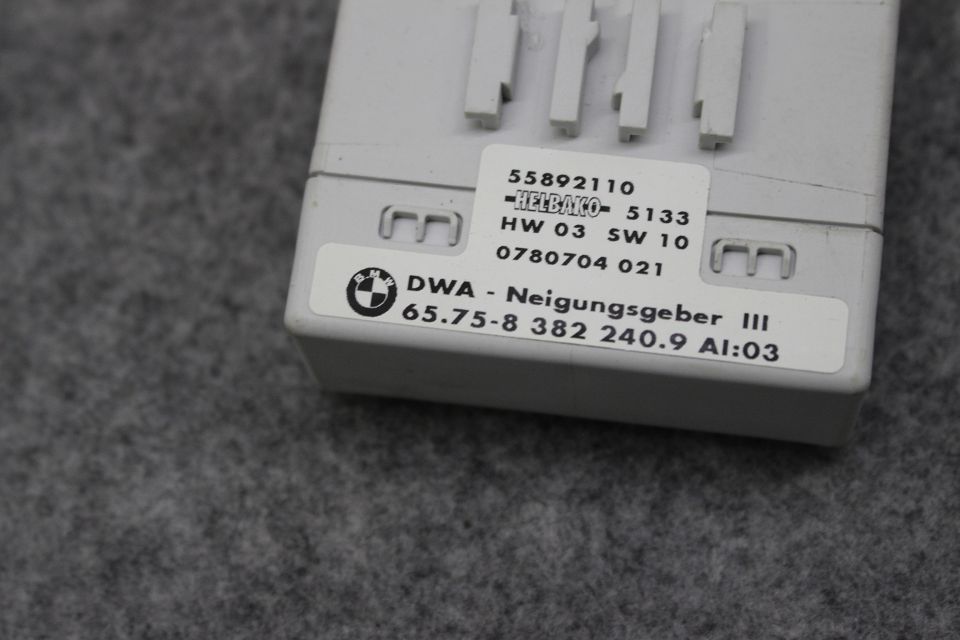 55892110
HELBAKO 5133
HW 03 SW 10
0780704 021
BMW
DWA - Neigungsgeber III
65.75-8 382 240.9 AI:03